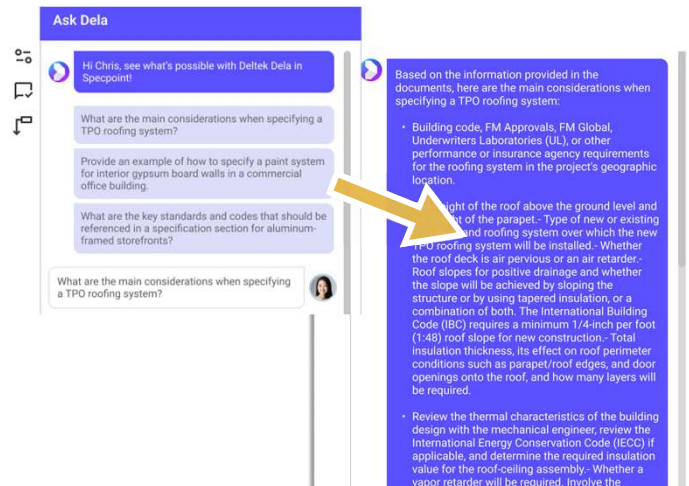 Ask Dela
Hi Chris, see what's possible with Deltek Dela in
Specpoint!
What are the main considerations when specifying a
TPO roofing system?
Provide an example of how to specify a paint system
for interior gypsum board walls in a commercial
office building.
What are the key standards and codes that should be
referenced in a specification section for aluminum-
framed storefronts?
What are the main considerations when specifying
a TPO roofing system?
Based on the information provided in the
documents, here are the main considerations when
specifying a TPO roofing system:
• Building code, FM Approvals, FM Global,
Underwriters Laboratories (UL), or other
performance or insurance agency requirements
for the roofing system in the project's geographic
location.
ight of the roof above the ground level and
of the parapet.- Type of new or existing
and roofing system over which the new
TPO roofing system will be installed.- Whether
the roof deck is air pervious or an air retarder.-
Roof slopes for positive drainage and whether
the slope will be achieved by sloping the
structure or by using tapered insulation, or a
combination of both. The International Building
Code (IBC) requires a minimum 1/4-inch per foot
(1:48) roof slope for new construction.- Total
insulation thickness, its effect on roof perimeter
conditions such as parapet/roof edges, and door
openings onto the roof, and how many layers will
be required.
• Review the thermal characteristics of the building
design with the mechanical engineer, review the
International Energy Conservation Code (IECC) if
applicable, and determine the required insulation
value for the roof-ceiling assembly.- Whether a
vapor retarder will be required. Involve the